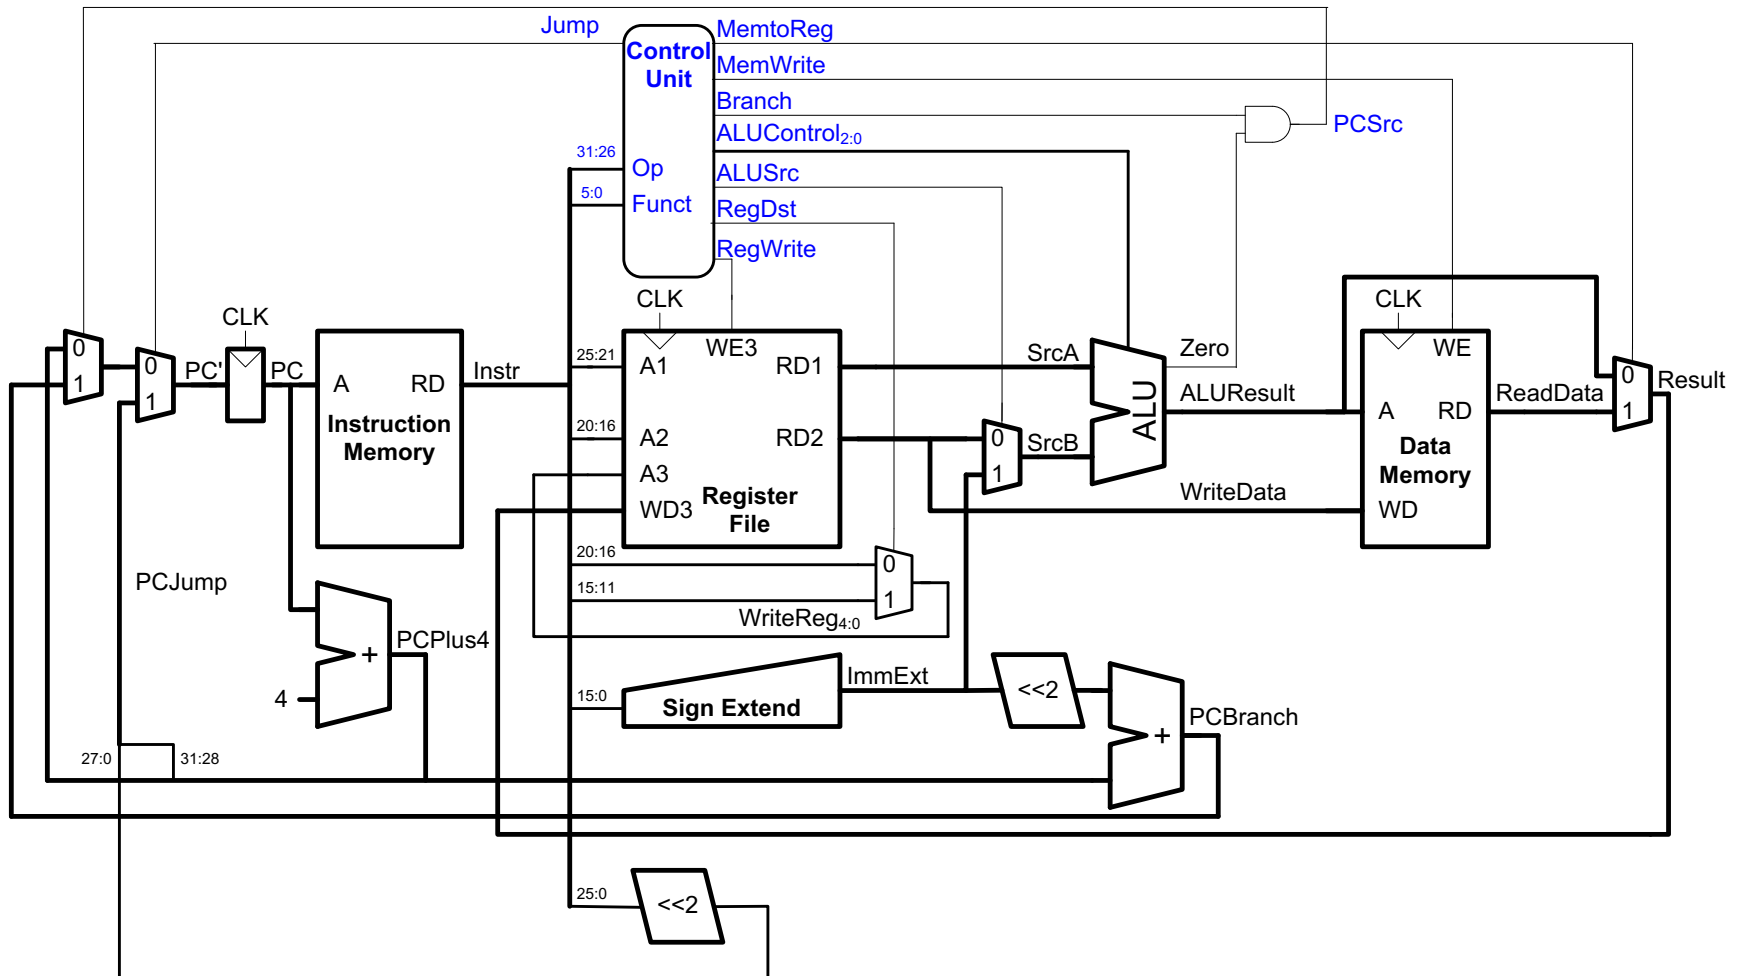 Jump
MemtoReg
Control
Unit
MemWrite
Branch
PCSrc
ALUControl2:0
31:26
Op
ALUSrc
5:0
Funct
RegDst
RegWrite
CLK
CLK
CLK
0
1
0
1
PC'
PC
A
RD
Instruction
Memory
Instr
25:21
A1
WE3
RD1
20:16
A2
RD2
A3
WD3
Register
File
SrcA
0
1
SrcB
ALU
Zero
ALUResult
WE
A
RD
Data
Memory
WriteData
WD
ReadData
0
1
Result
20:16
0
15:11
1
WriteReg4:0
PCJump
PCPlus4
+
4
15:0
Sign Extend
ImmExt
<<2
PCBranch
+
27:0
31:28
25:0
<<2